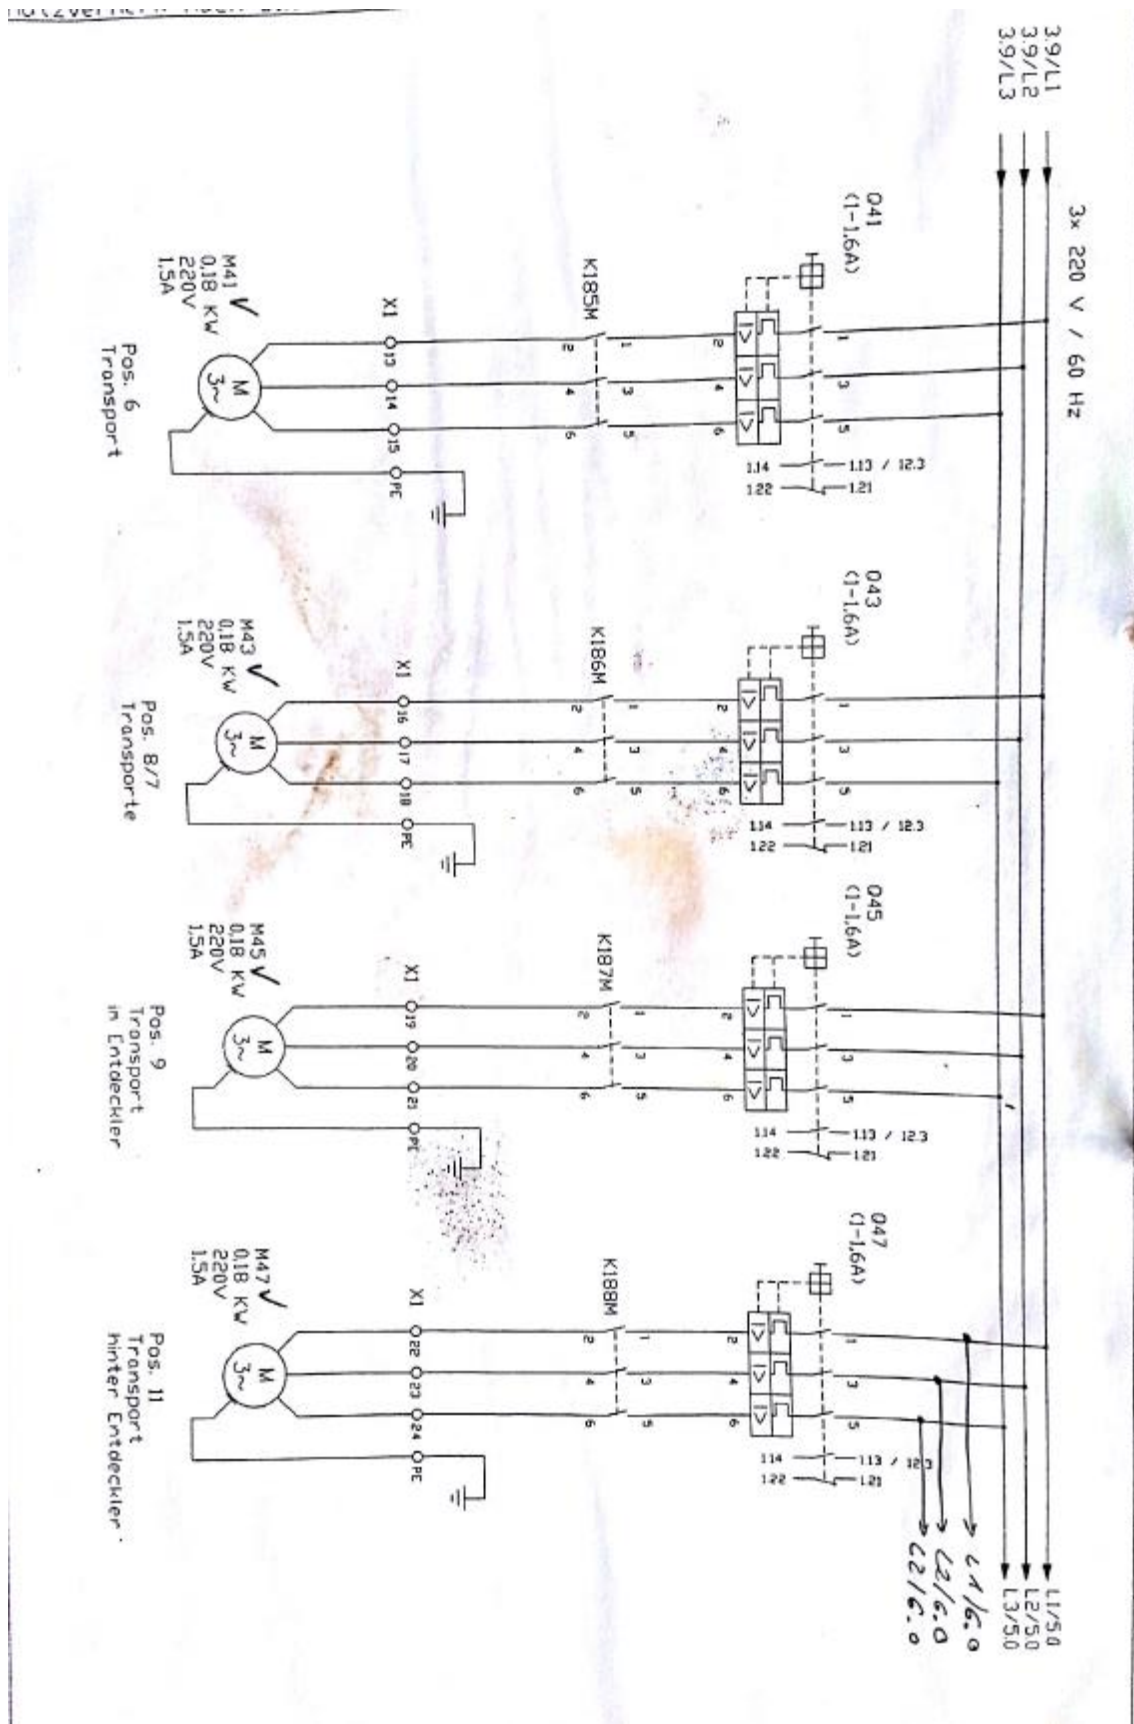 3.9/L1
3.9/L2
3.9/L3
3x 220 V / 60 Hz
L1/5.0
L2/5.0
L3/5.0
L1/6.0
L2/6.0
L2/6.0
Q41
(1-1,6A)
1
3
5
2
4
6
1.14
1.13 / 12.3
1.22
1.21
K185M
1
3
5
2
4
6
X1
13
14
15
PE
M41 ✓
0,18 KW
220V
1,5A
M
3~
Pos. 6
Transport
Q43
(1-1,6A)
1
3
5
2
4
6
1.14
1.13 / 12.3
1.22
1.21
K186M
1
3
5
2
4
6
X1
16
17
18
PE
M43 ✓
0,18 KW
220V
1,5A
M
3~
Pos. 8/7
Transporte
Q45
(1-1,6A)
1
3
5
2
4
6
1.14
1.13 / 12.3
1.22
1.21
K187M
1
3
5
2
4
6
X1
19
20
21
PE
M45 ✓
0,18 KW
220V
1,5A
M
3~
Pos. 9
Transport
in Entdeckler
Q47
(1-1,6A)
1
3
5
2
4
6
1.14
1.13 / 12.3
1.22
1.21
K188M
1
3
5
2
4
6
X1
22
23
24
PE
M47 ✓
0,18 KW
220V
1,5A
M
3~
Pos. 11
Transport
hinter Entdeckler